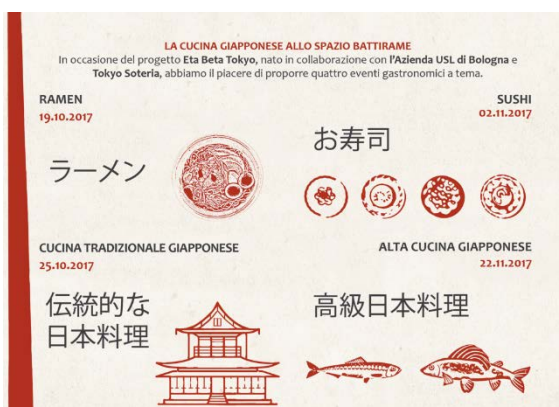 LA CUCINA GIAPPONESE ALLO SPAZIO BATTIRAME
In occasione del progetto Eta Beta Tokyo, nato in collaborazione con l'Azienda USL di Bologna e
Tokyo Soteria, abbiamo il piacere di proporre quattro eventi gastronomici a tema.
RAMEN
19.10.2017
ラーメン
SUSHI
02.11.2017
お寿司
CUCINA TRADIZIONALE GIAPPONESE
25.10.2017
伝統的な
日本料理
ALTA CUCINA GIAPPONESE
22.11.2017
高級日本料理